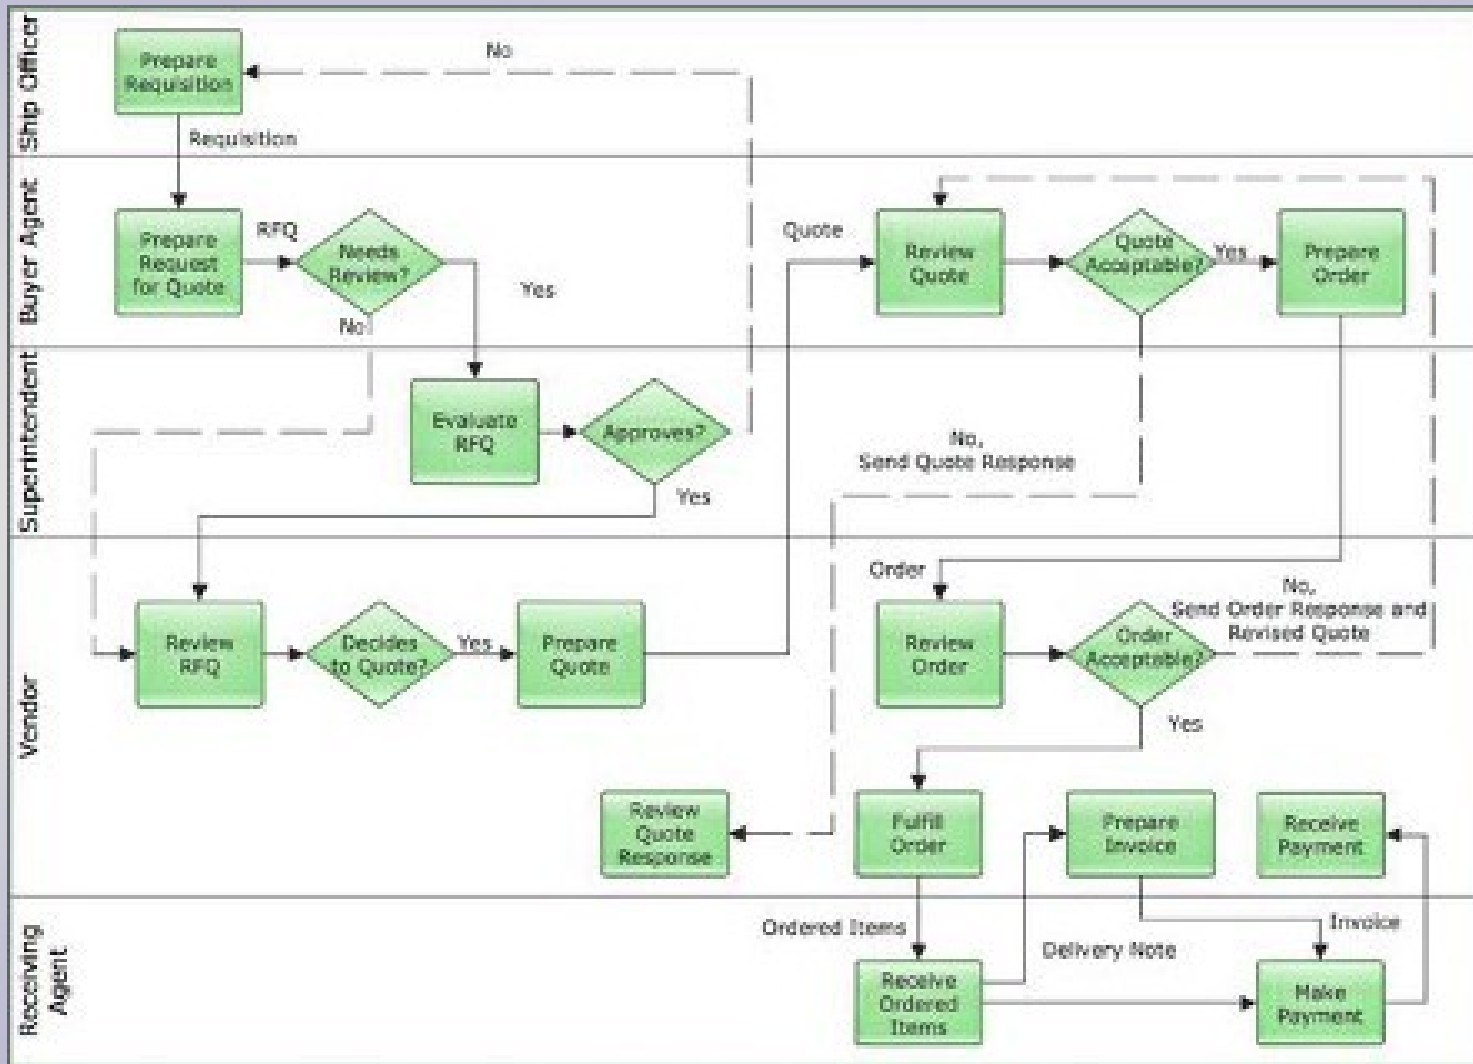 Ship Officer
Prepare
Requisition
No
Requisition
Buyer Agent
Prepare
Request
for Quote
RFQ
Needs
Review?
Yes
No
Quote
Review
Quote
Quote
Acceptable?
Yes
Prepare
Order
Superintendent
Evaluate
RFQ
Approves?
Yes
No,
Send Quote Response
Vendor
Review
RFQ
Decides
to Quote?
Yes
Prepare
Quote
Order
Review
Order
Order
Acceptable?
No,
Send Order Response and
Revised Quote
Yes
Review
Quote
Response
Fulfill
Order
Prepare
Invoice
Receive
Payment
Receiving
Agent
Ordered Items
Receive
Ordered
Items
Delivery Note
Invoice
Make
Payment